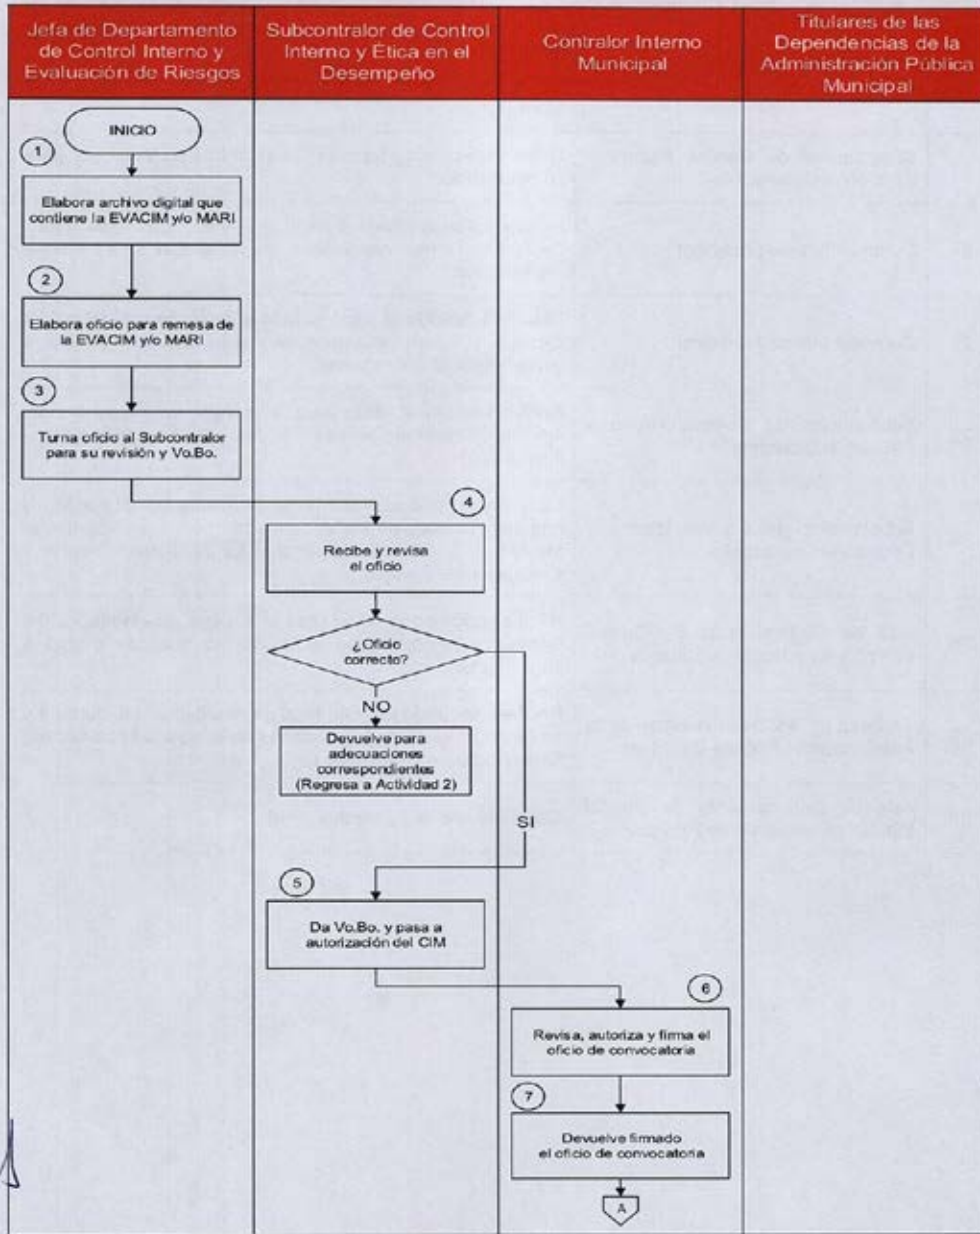 Jefa de Departamento
de Control Interno y
Evaluación de Riesgos
Subcontralor de Control
Interno y Ética en el
Desempeño
Contralor Interno
Municipal
Titulares de las
Dependencias de la
Administración Pública
Municipal
INICIO
1
Elabora archivo digital que
contiene la EVACIM y/o MARI
2
Elabora oficio para remesa de
la EVACIM y/o MARI
3
Turna oficio al Subcontralor
para su revisión y Vo.Bo.
4
Recibe y revisa
el oficio
¿Oficio
correcto?
NO
Devuelve para
adecuaciones
correspondientes
(Regresa a Actividad 2)
SI
5
Da Vo.Bo. y pasa a
autorización del CIM
6
Revisa, autoriza y firma el
oficio de convocatoria
7
Devuelve firmado
el oficio de convocatoria
A